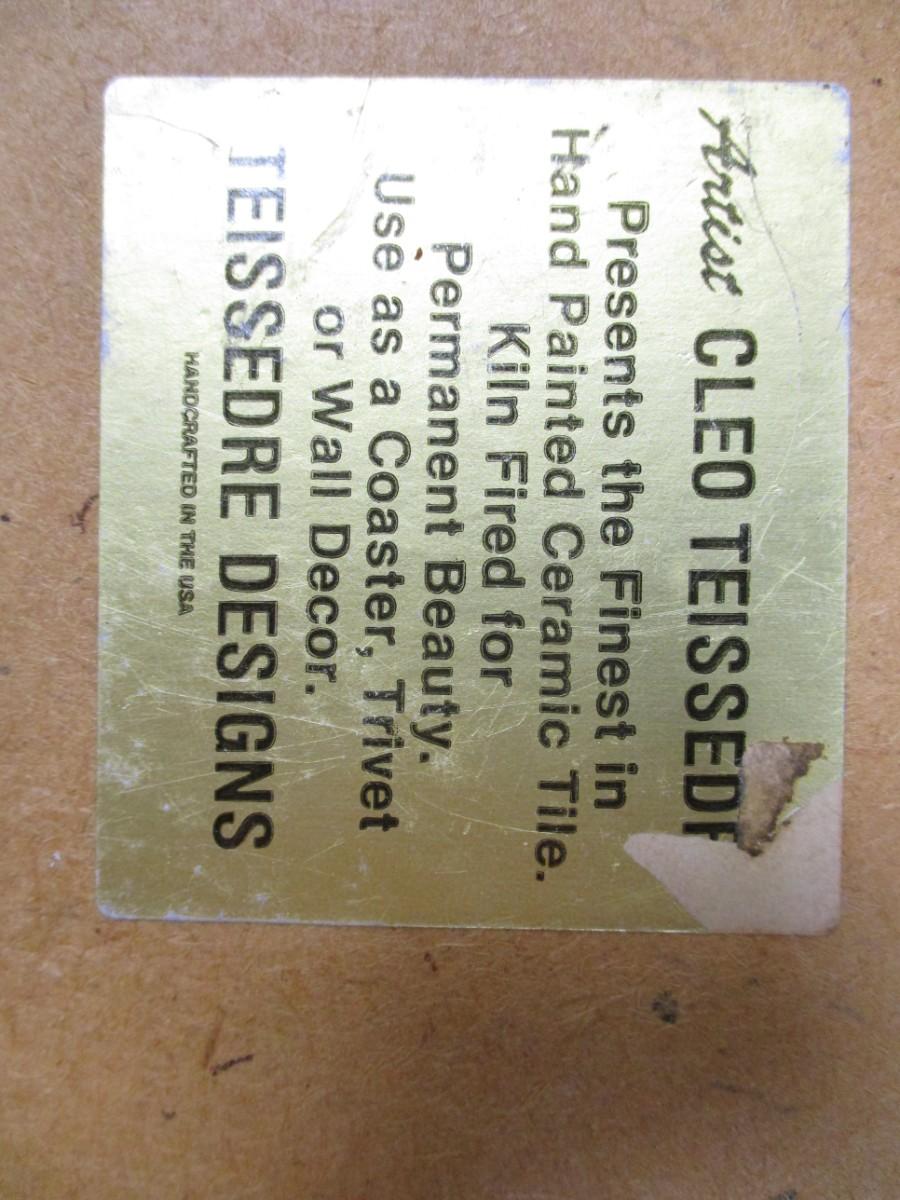 Artist CLEO TEISSEDR
Presents the Finest in
Hand Painted Ceramic Tile.
Kiln Fired for
Permanent Beauty.
Use as a Coaster, Trivet
or Wall Decor.
TEISSEDRE DESIGNS
HANDCRAFTED IN THE USA